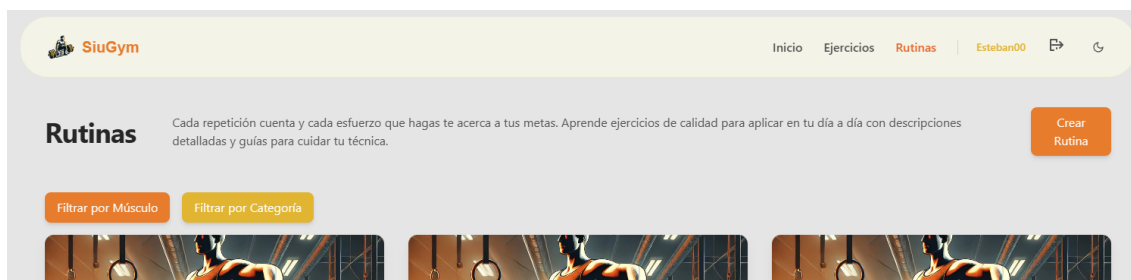 SiuGym
Inicio Ejercicios Rutinas Esteban00
Rutinas
Cada repetición cuenta y cada esfuerzo que hagas te acerca a tus metas. Aprende ejercicios de calidad para aplicar en tu día a día con descripciones
detalladas y guías para cuidar tu técnica.
Crear
Rutina
Filtrar por Músculo Filtrar por Categoría